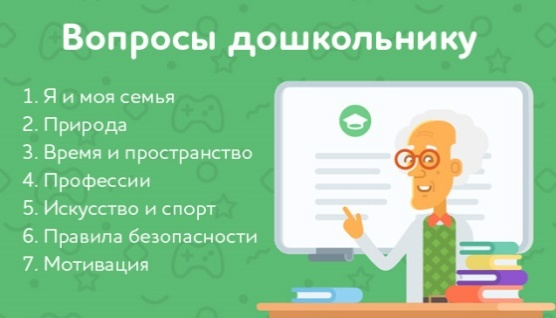 Вопросы дошкольнику
1. Я и моя семья
2. Природа
3. Время и пространство
4. Профессии
5. Искусство и спорт
6. Правила безопасности
7. Мотивация